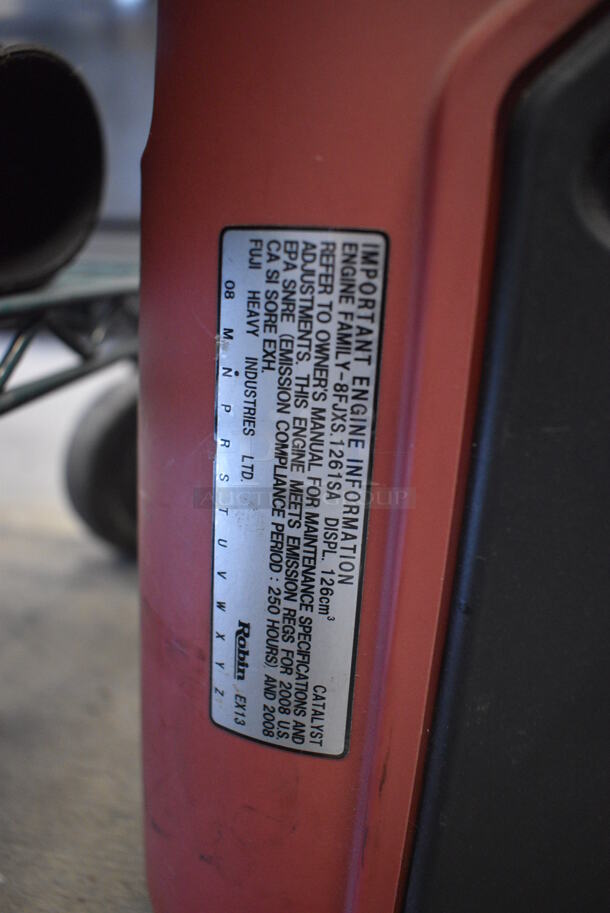 IMPORTANT ENGINE INFORMATION
ENGINE FAMILY-8FJXS.1261SA DISPL. 126cm³ CATALYST
REFER TO OWNER'S MANUAL FOR MAINTENANCE SPECIFICATIONS AND
ADJUSTMENTS. THIS ENGINE MEETS EMISSION REGS FOR 2008 U.S.
EPA SNRE (EMISSION COMPLIANCE PERIOD : 250 HOURS) AND 2008
CA SI SORE EXH.
FUJI HEAVY INDUSTRIES LTD. Robin EX13
08 M N P R S T U V W X Y Z